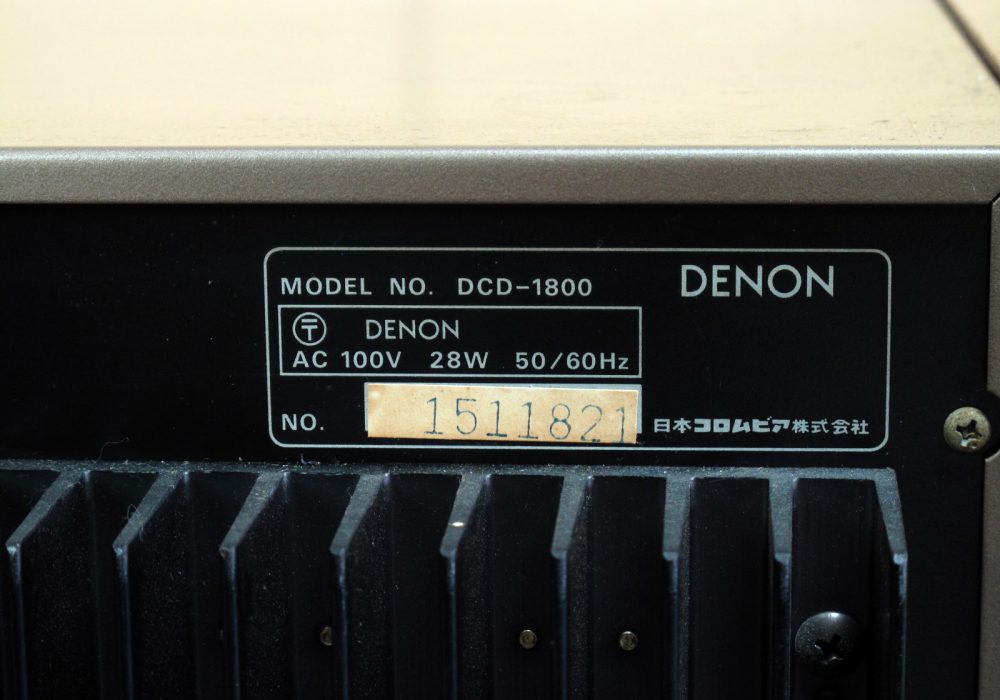 MODEL NO. DCD-1800
DENON
〒 DENON
AC 100V 28W 50/60Hz
NO. 1511821
日本コロムビア株式会社